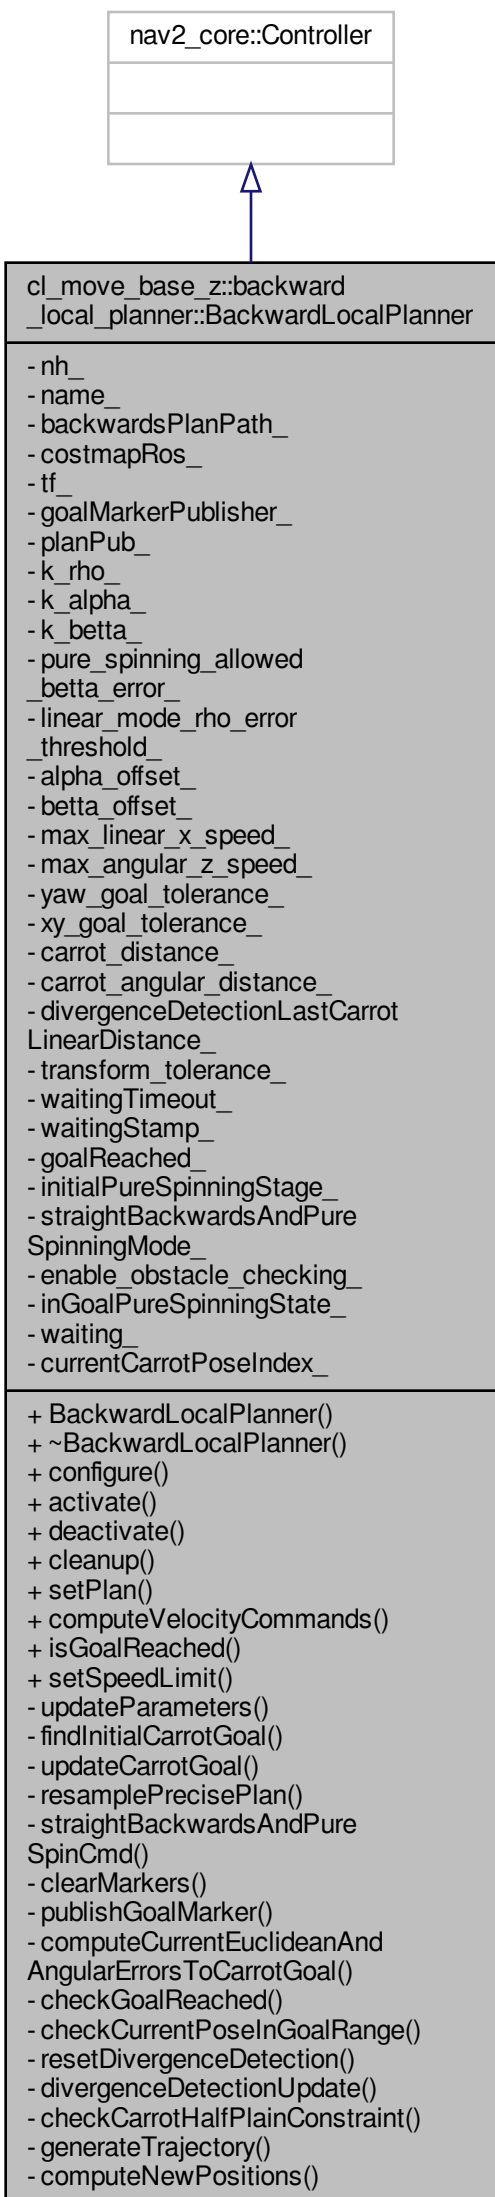 nav2_core::Controller
cl_move_base_z::backward
_local_planner::BackwardLocalPlanner
- nh_
- name_
- backwardsPlanPath_
- costmapRos_
- tf_
- goalMarkerPublisher_
- planPub_
- k_rho_
- k_alpha_
- k_betta_
- pure_spinning_allowed
_betta_error_
- linear_mode_rho_error
_threshold_
- alpha_offset_
- betta_offset_
- max_linear_x_speed_
- max_angular_z_speed_
- yaw_goal_tolerance_
- xy_goal_tolerance_
- carrot_distance_
- carrot_angular_distance_
- divergenceDetectionLastCarrot
LinearDistance_
- transform_tolerance_
- waitingTimeout_
- waitingStamp_
- goalReached_
- initialPureSpinningStage_
- straightBackwardsAndPure
SpinningMode_
- enable_obstacle_checking_
- inGoalPureSpinningState_
- waiting_
- currentCarrotPoseIndex_
+ BackwardLocalPlanner()
+ ~BackwardLocalPlanner()
+ configure()
+ activate()
+ deactivate()
+ cleanup()
+ setPlan()
+ computeVelocityCommands()
+ isGoalReached()
+ setSpeedLimit()
- updateParameters()
- findInitialCarrotGoal()
- updateCarrotGoal()
- resamplePrecisePlan()
- straightBackwardsAndPure
SpinCmd()
- clearMarkers()
- publishGoalMarker()
- computeCurrentEuclideanAnd
AngularErrorsToCarrotGoal()
- checkGoalReached()
- checkCurrentPoseInGoalRange()
- resetDivergenceDetection()
- divergenceDetectionUpdate()
- checkCarrotHalfPlainConstraint()
- generateTrajectory()
- computeNewPositions()